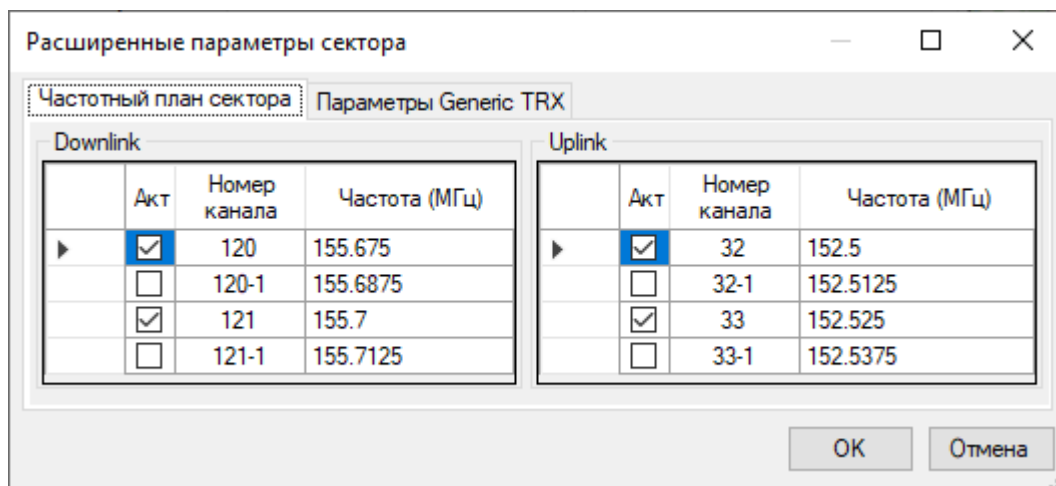 Расширенные параметры сектора
Частотный план сектора Параметры Generic TRX
Downlink
Акт Номер канала Частота (МГц)
120 155.675
120-1 155.6875
121 155.7
121-1 155.7125
Uplink
Акт Номер канала Частота (МГц)
32 152.5
32-1 152.5125
33 152.525
33-1 152.5375
OK Отмена